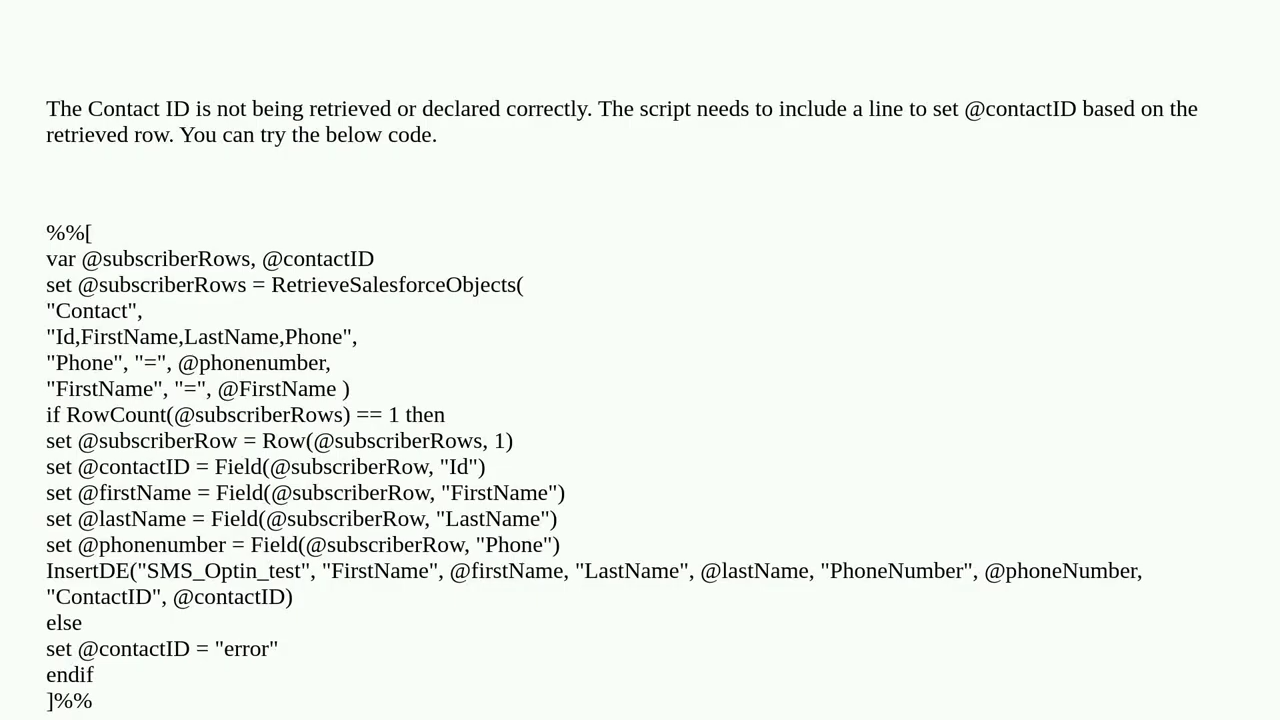 The Contact ID is not being retrieved or declared correctly. The script needs to include a line to set @contactID based on the
retrieved row. You can try the below code.
%%[
var @subscriberRows, @contactID
set @subscriberRows = RetrieveSalesforceObjects(
"Contact",
"Id,FirstName,LastName,Phone",
"Phone", "=", @phonenumber,
"FirstName", "=", @FirstName )
if RowCount(@subscriberRows) == 1 then
set @subscriberRow = Row(@subscriberRows, 1)
set @contactID = Field(@subscriberRow, "Id")
set @firstName = Field(@subscriberRow, "FirstName")
set @lastName = Field(@subscriberRow, "LastName")
set @phonenumber = Field(@subscriberRow, "Phone")
InsertDE("SMS_Optin_test", "FirstName", @firstName, "LastName", @lastName, "PhoneNumber", @phoneNumber,
"ContactID", @contactID)
else
set @contactID = "error"
endif
]%%